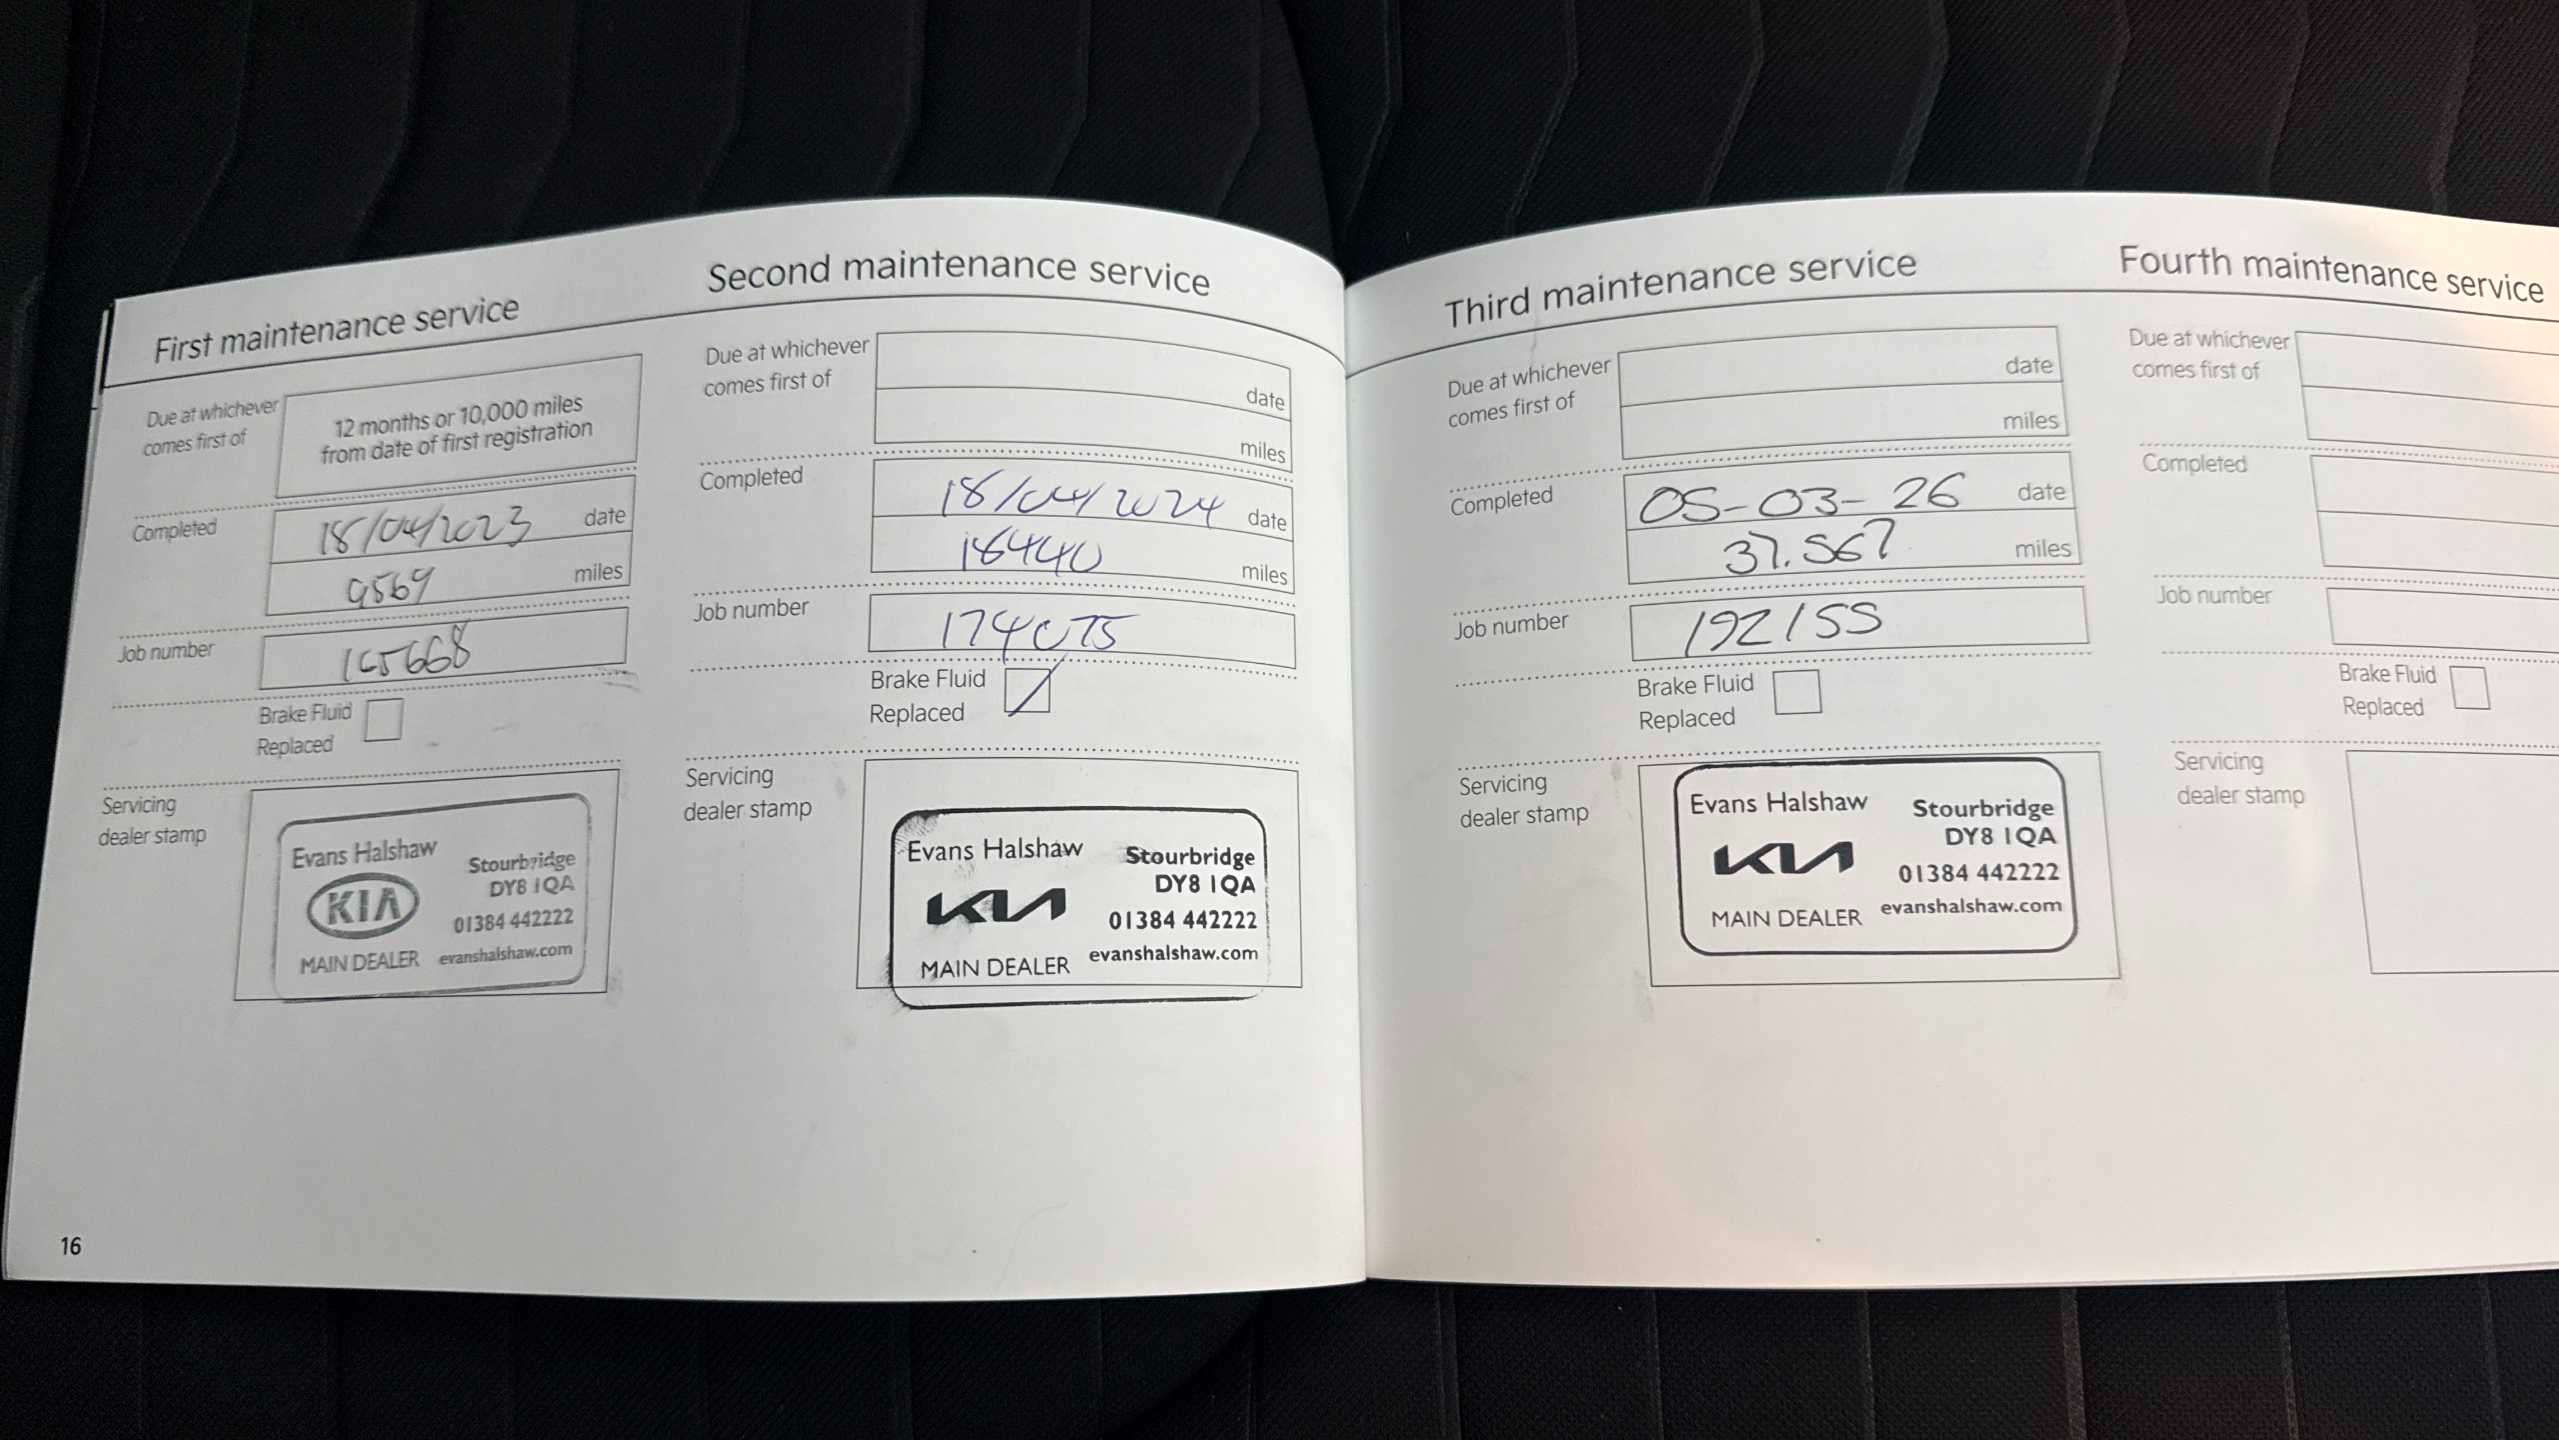 First maintenance service
Due at whichever
comes first of
12 months or 10,000 miles
from date of first registration
Completed
18/04/2023 date
9569 miles
Job number
165668
Brake Fluid
Replaced
Servicing
dealer stamp
Evans Halshaw
KIA
MAIN DEALER
Stourbridge
DY8 1QA
01384 442222
evanshalshaw.com
16
Second maintenance service
Due at whichever
comes first of
date
miles
Completed
18/04/2024 date
18440 miles
Job number
174075
Brake Fluid
Replaced
Servicing
dealer stamp
Evans Halshaw
KIA
MAIN DEALER
Stourbridge
DY8 1QA
01384 442222
evanshalshaw.com
Third maintenance service
Due at whichever
comes first of
date
miles
Completed
05-03-26 date
37.567 miles
Job number
192155
Brake Fluid
Replaced
Servicing
dealer stamp
Evans Halshaw
KIA
MAIN DEALER
Stourbridge
DY8 1QA
01384 442222
evanshalshaw.com
Fourth maintenance service
Due at whichever
comes first of
Completed
Job number
Brake Fluid
Replaced
Servicing
dealer stamp